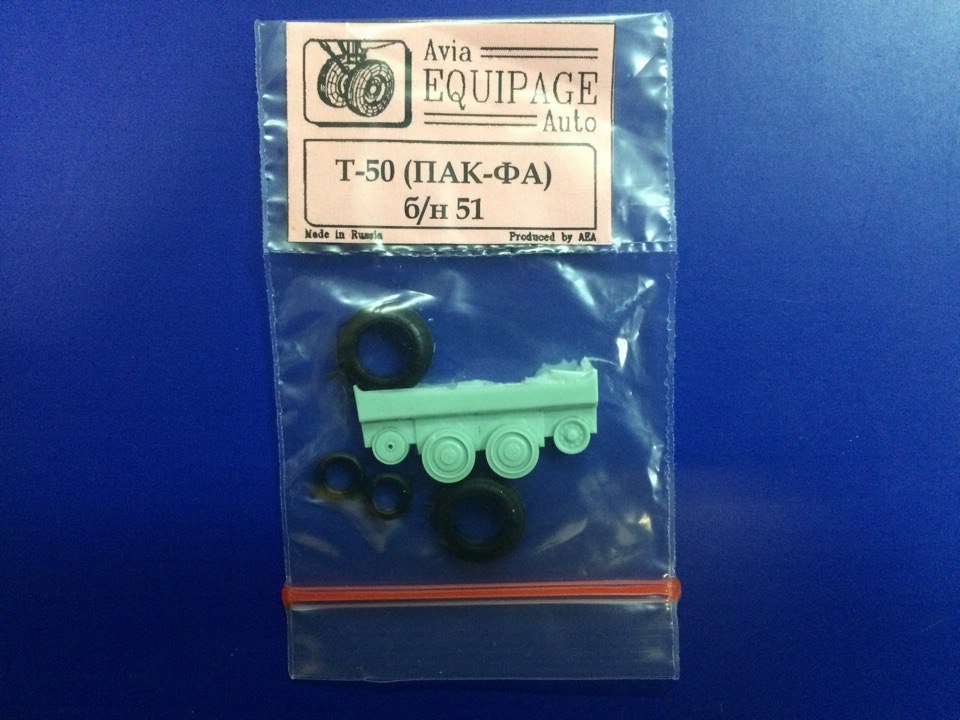 Avia
EQUIPAGE
Auto
Т-50 (ПАК-ФА)
б/н 51
Made in Russia
Produced by AEA